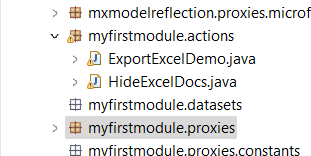 mxmodelreflection.proxies.microf
myfirstmodule.actions
ExportExcelDemo.java
HideExcelDocs.java
myfirstmodule.datasets
myfirstmodule.proxies
myfirstmodule.proxies.constants